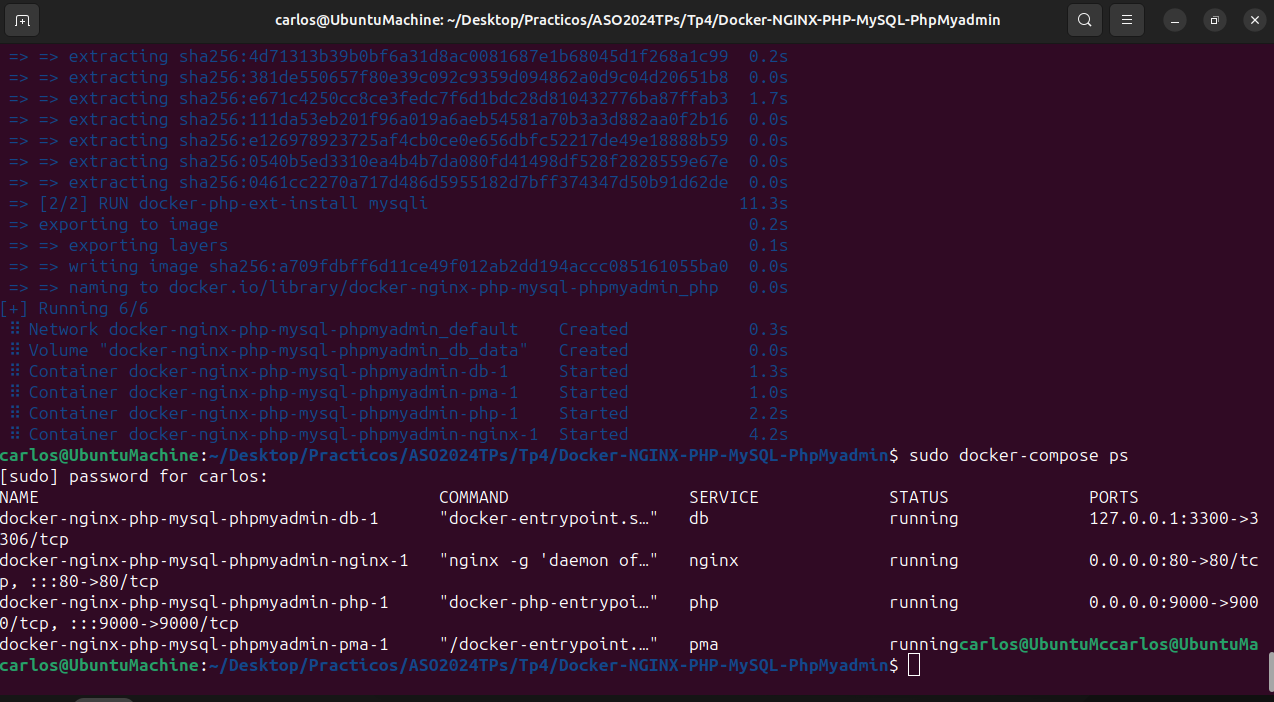 carlos@UbuntuMachine: ~/Desktop/Practicos/ASO2024TPs/Tp4/Docker-NGINX-PHP-MySQL-PhpMyadmin
=> => extracting sha256:4d71313b39b0bf6a31d8ac0081687e1b68045d1f268a1c99 0.2s
=> => extracting sha256:381de550657f80e39c092c9359d094862a0d9c04d20651b8 0.0s
=> => extracting sha256:e671c4250cc8ce3fedc7f6d1bdc28d810432776ba87ffab3 1.7s
=> => extracting sha256:111da53eb201f96a019a6aeb54581a70b3a3d882aa0f2b16 0.0s
=> => extracting sha256:e126978923725af4cb0ce0e656dbfc52217de49e18888b59 0.0s
=> => extracting sha256:0540b5ed3310ea4b4b7da080fd41498df528f2828559e67e 0.0s
=> => extracting sha256:0461cc2270a717d486d5955182d7bff374347d50b91d62de 0.0s
=> [2/2] RUN docker-php-ext-install mysqli 11.3s
=> exporting to image 0.2s
=> => exporting layers 0.1s
=> => writing image sha256:a709fdbff6d11ce49f012ab2dd194accc085161055ba0 0.0s
=> => naming to docker.io/library/docker-nginx-php-mysql-phpmyadmin_php 0.0s
[+] Running 6/6
⠿ Network docker-nginx-php-mysql-phpmyadmin_default Created 0.3s
⠿ Volume "docker-nginx-php-mysql-phpmyadmin_db_data" Created 0.0s
⠿ Container docker-nginx-php-mysql-phpmyadmin-db-1 Started 1.3s
⠿ Container docker-nginx-php-mysql-phpmyadmin-pma-1 Started 1.0s
⠿ Container docker-nginx-php-mysql-phpmyadmin-php-1 Started 2.2s
⠿ Container docker-nginx-php-mysql-phpmyadmin-nginx-1 Started 4.2s
carlos@UbuntuMachine:~/Desktop/Practicos/ASO2024TPs/Tp4/Docker-NGINX-PHP-MySQL-PhpMyadmin$ sudo docker-compose ps
[sudo] password for carlos:
NAME COMMAND SERVICE STATUS PORTS
docker-nginx-php-mysql-phpmyadmin-db-1 "docker-entrypoint.s…" db running 127.0.0.1:3300->3
306/tcp
docker-nginx-php-mysql-phpmyadmin-nginx-1 "nginx -g 'daemon of…" nginx running 0.0.0.0:80->80/tc
p, :::80->80/tcp
docker-nginx-php-mysql-phpmyadmin-php-1 "docker-php-entrypoi…" php running 0.0.0.0:9000->900
0/tcp, :::9000->9000/tcp
docker-nginx-php-mysql-phpmyadmin-pma-1 "/docker-entrypoint.…" pma runningcarlos@UbuntuMccarlos@UbuntuMa
carlos@UbuntuMachine:~/Desktop/Practicos/ASO2024TPs/Tp4/Docker-NGINX-PHP-MySQL-PhpMyadmin$